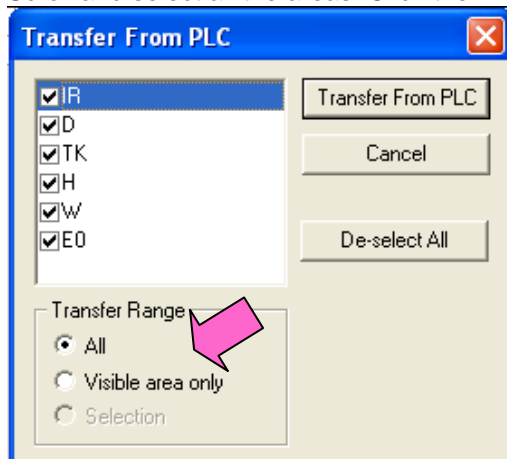 Transfer From PLC
IR
D
TK
H
W
E0
Transfer From PLC
Cancel
De-select All
Transfer Range
All
Visible area only
Selection